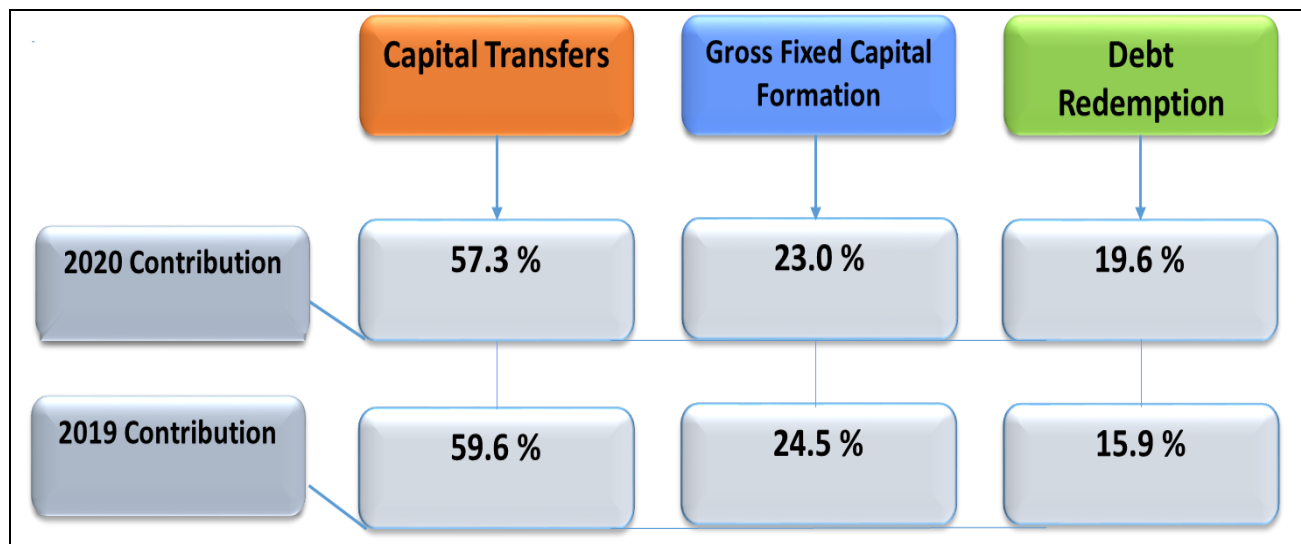 Capital Transfers
Gross Fixed Capital
Formation
Debt
Redemption
2020 Contribution
57.3 %
23.0 %
19.6 %
2019 Contribution
59.6 %
24.5 %
15.9 %